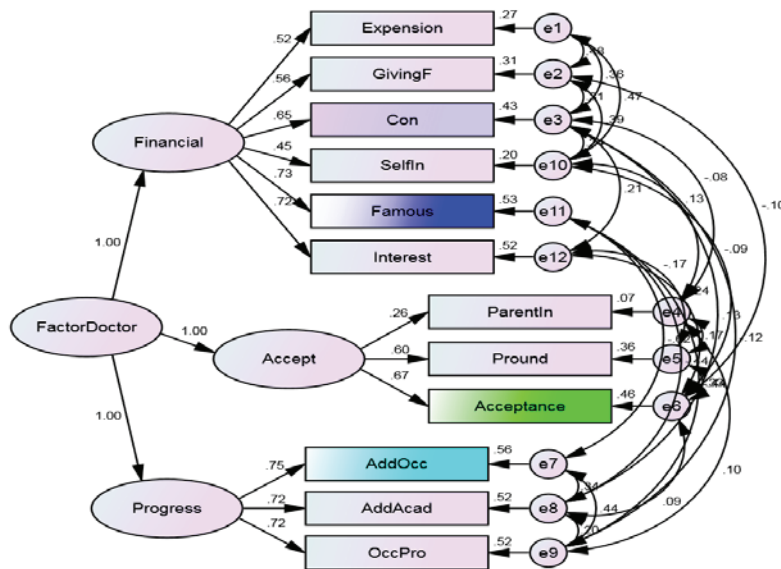 .27
Expension
e1
.52
.31
GivingF
e2
.36
.56
.47
.43
Con
e3
.39
.65
Financial
.45
.20
SelfIn
e10
-.08
.13
.21
.73
.53
Famous
e11
-.10
.72
.52
Interest
e12
-.09
-.17
1.00
.26
ParentIn
.07
e4
.13
FactorDoctor
1.00
.17
.12
Accept
.60
Pround
.36
e5
.67
Acceptance
.46
e6
1.00
AddOcc
.56
e7
.75
.10
Progress
.72
AddAcad
.52
e8
.44
.09
.72
OccPro
.52
e9